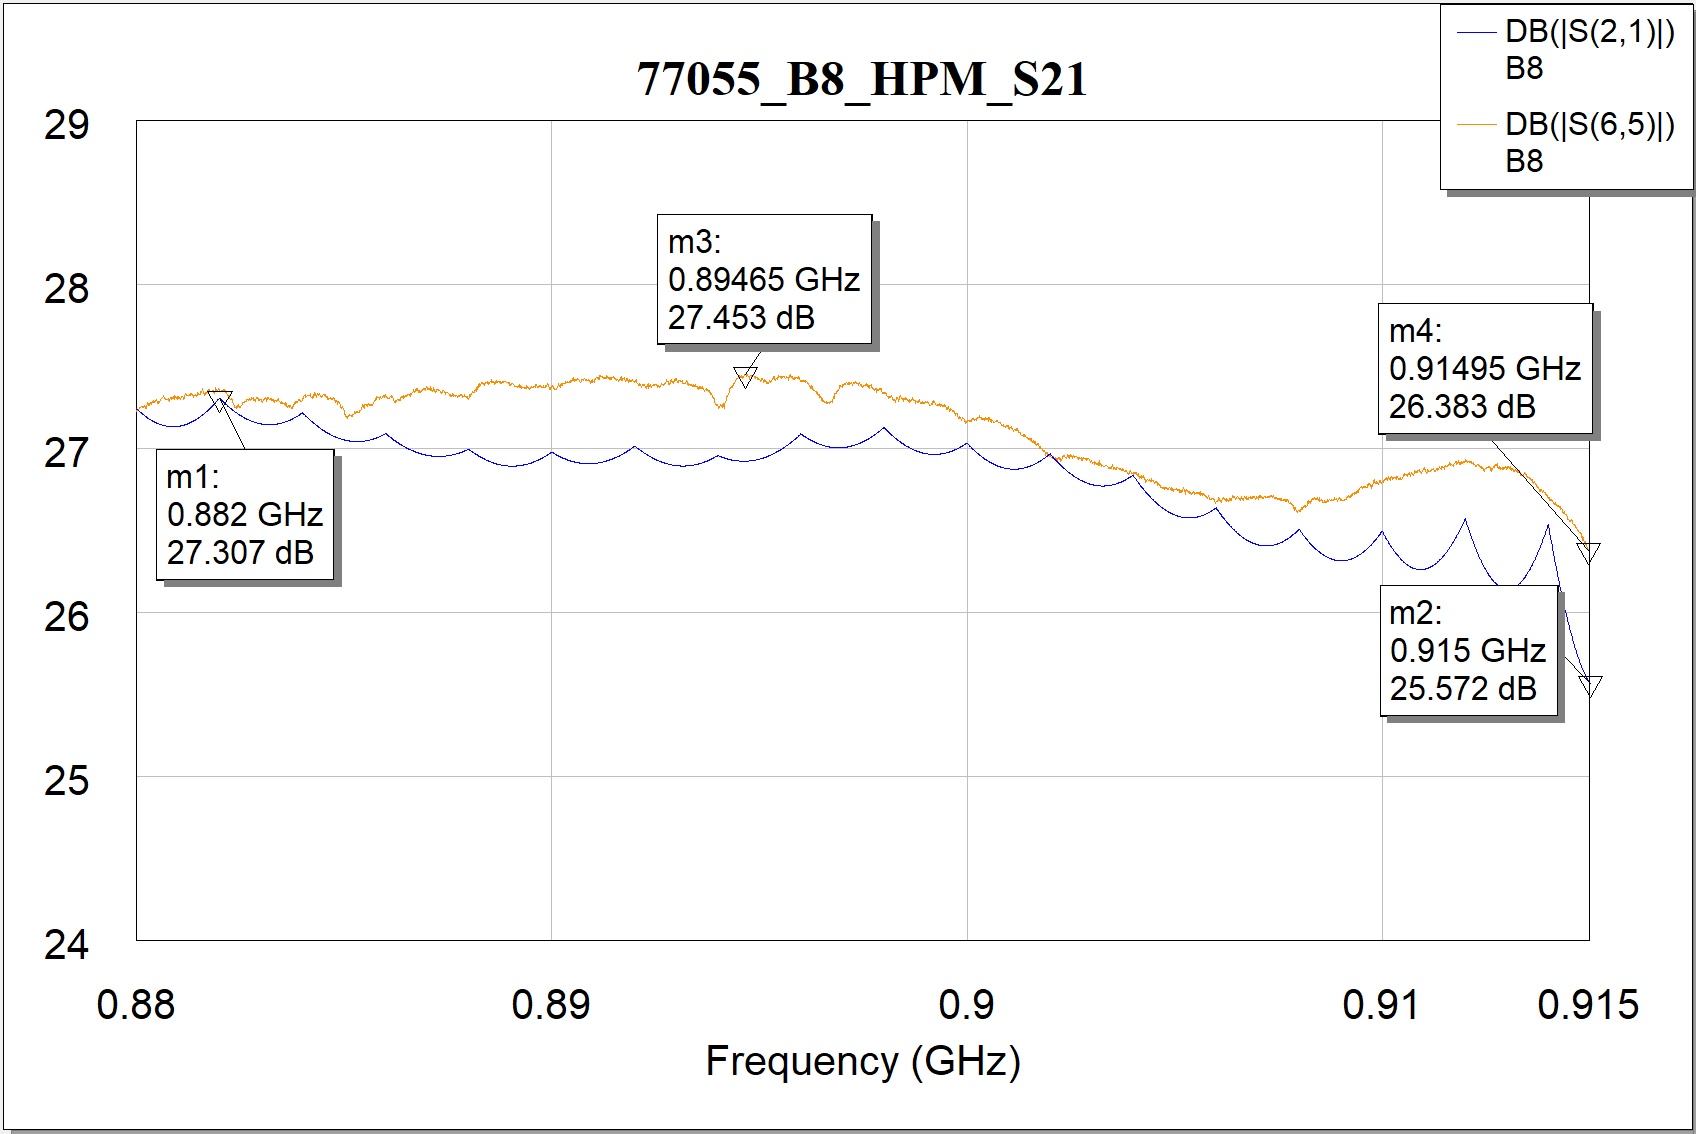 DB(|S(2,1)|)
B8
DB(|S(6,5)|)
B8
77055_B8_HPM_S21
29
28
27
26
25
24
m3:
0.89465 GHz
27.453 dB
m4:
0.91495 GHz
26.383 dB
m1:
0.882 GHz
27.307 dB
m2:
0.915 GHz
25.572 dB
0.88
0.89
0.9
0.91
0.915
Frequency (GHz)